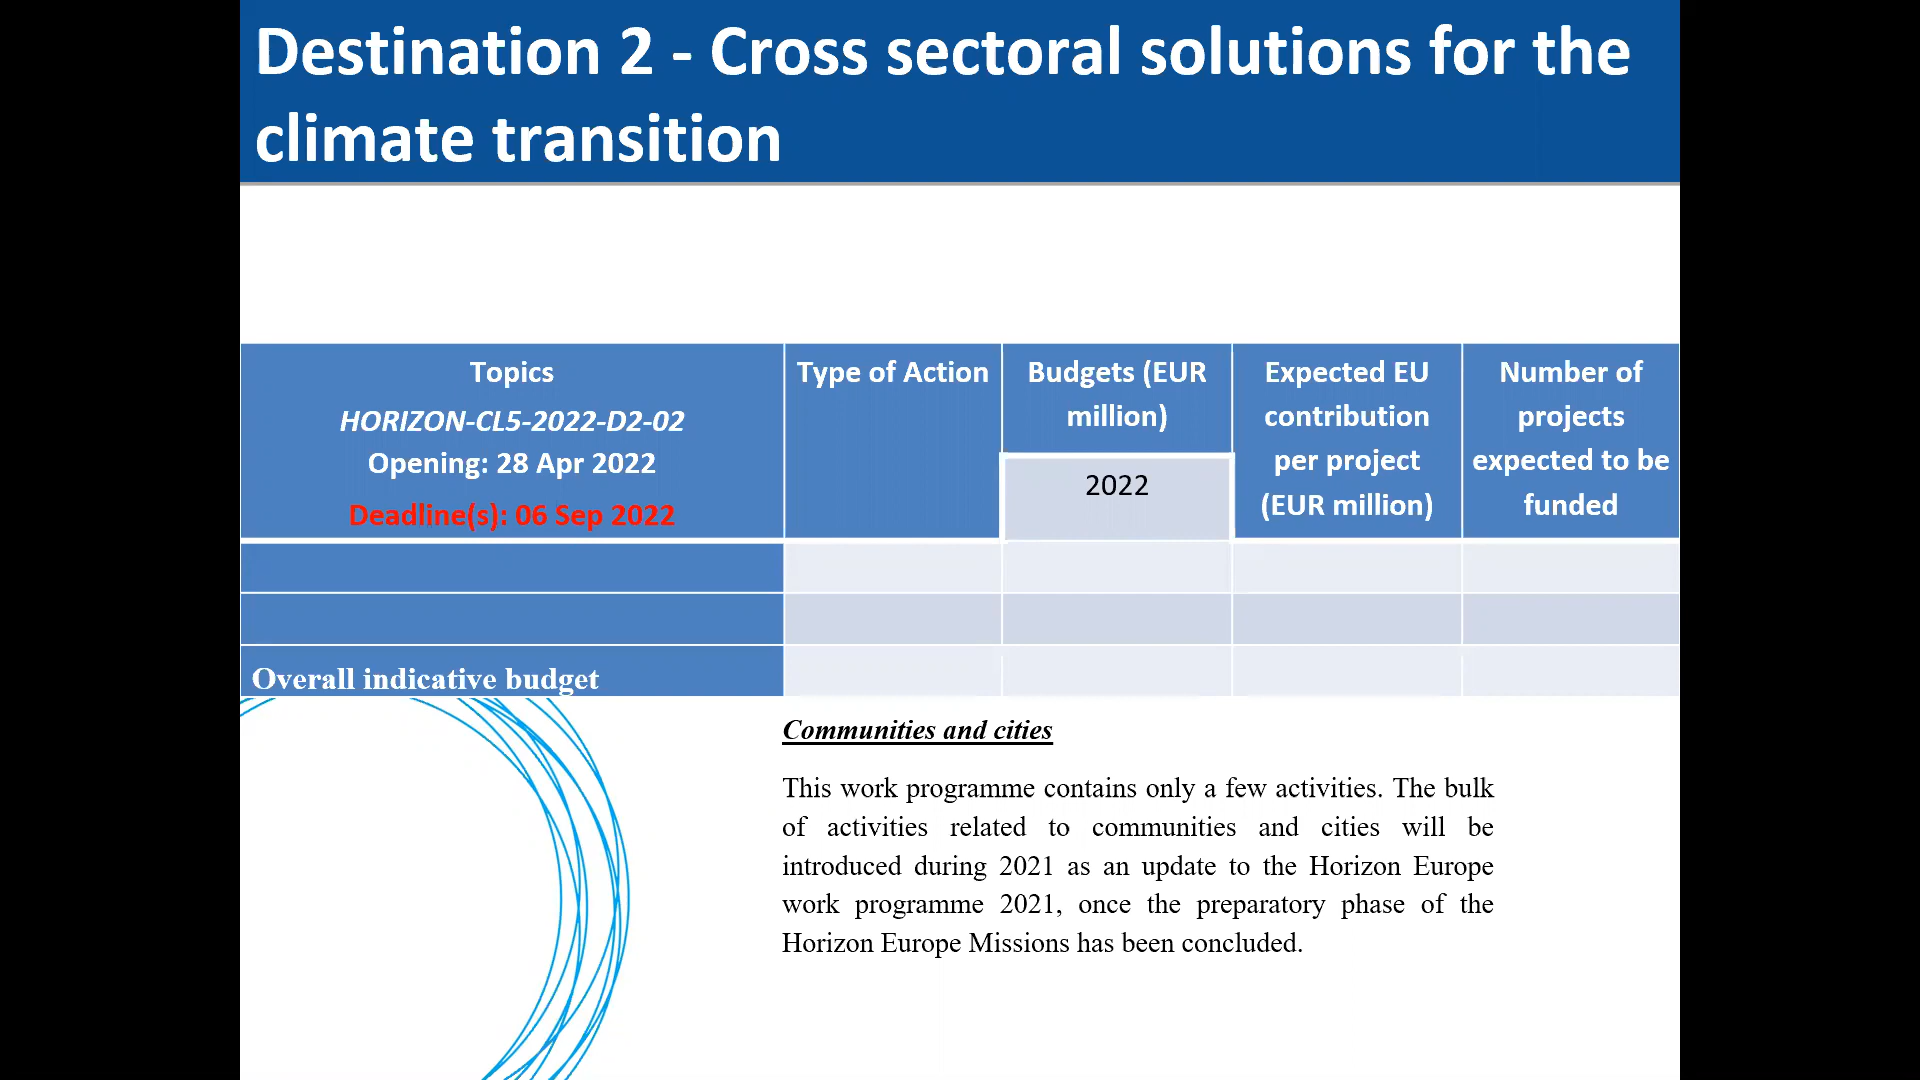 Destination 2 - Cross sectoral solutions for the
climate transition
Topics
HORIZON-CL5-2022-D2-02
Opening: 28 Apr 2022
Deadline(s): 06 Sep 2022
Type of Action
Budgets (EUR
million)
2022
Expected EU
contribution
per project
(EUR million)
Number of
projects
expected to be
funded
Overall indicative budget
Communities and cities
This work programme contains only a few activities. The bulk
of activities related to communities and cities will be
introduced during 2021 as an update to the Horizon Europe
work programme 2021, once the preparatory phase of the
Horizon Europe Missions has been concluded.